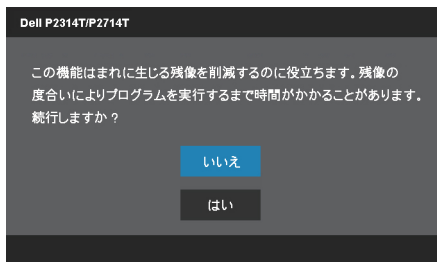 Dell P2314T/P2714T
この機能はまれに生じる残像を削減するのに役立ちます。残像の
度合いによりプログラムを実行するまで時間がかかることがあります。
続行しますか ?
いいえ
はい